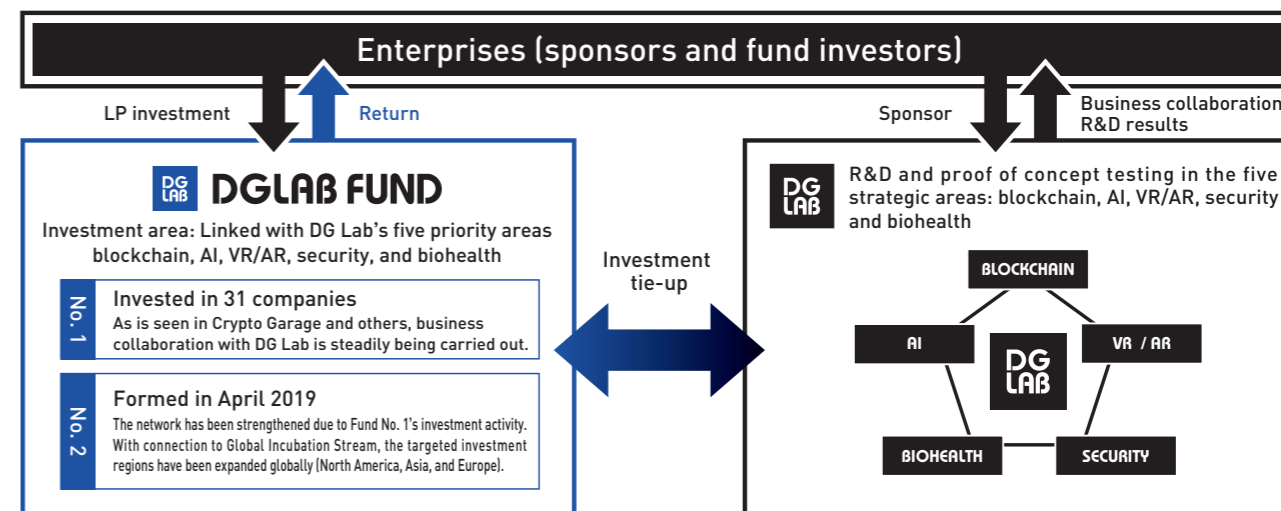 Enterprises (sponsors and fund investors)
LP investment
Return
Sponsor
Business collaboration
R&D results
DG
LAB
DGLAB FUND
Investment area: Linked with DG Lab's five priority areas
blockchain, AI, VR/AR, security, and biohealth
No. 1
Invested in 31 companies
As is seen in Crypto Garage and others, business
collaboration with DG Lab is steadily being carried out.
No. 2
Formed in April 2019
The network has been strengthened due to Fund No. 1's investment activity.
With connection to Global Incubation Stream, the targeted investment
regions have been expanded globally (North America, Asia, and Europe).
Investment
tie-up
DG
LAB
R&D and proof of concept testing in the five
strategic areas: blockchain, AI, VR/AR, security
and biohealth
BLOCKCHAIN
AI
VR / AR
DG
LAB
BIOHEALTH
SECURITY